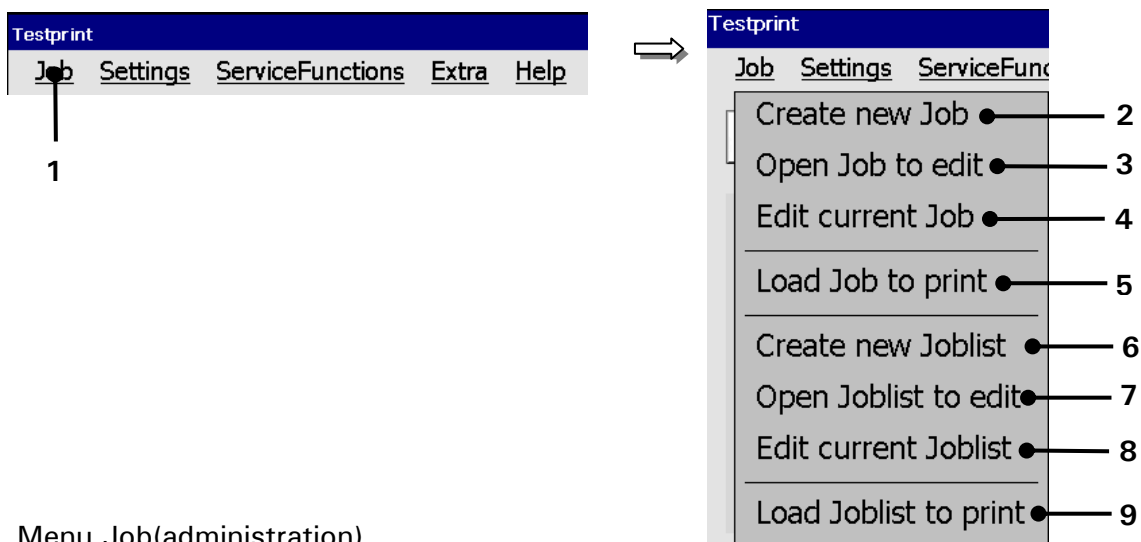 Testprint
Job Settings ServiceFunctions Extra Help
1
Testprint
Job Settings ServiceFunc
Create new Job 2
Open Job to edit 3
Edit current Job 4
Load Job to print 5
Create new Joblist 6
Open Joblist to edit 7
Edit current Joblist 8
Load Joblist to print 9
Menu Job(administration)